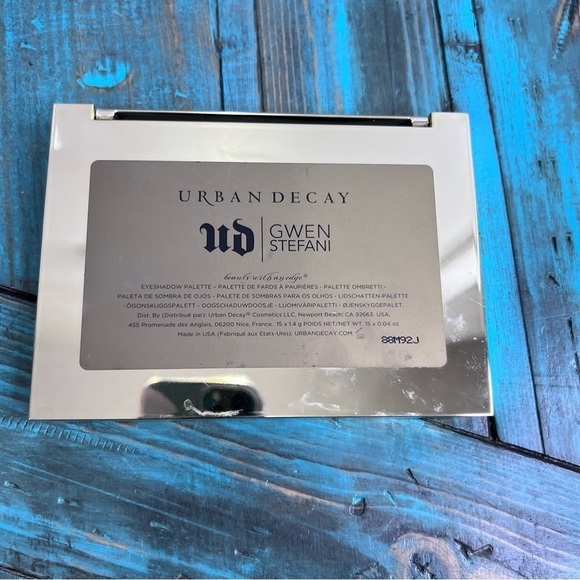 URBAN DECAY
UD | GWEN STEFANI
beauty with an edge®
EYESHADOW PALETTE – PALETTE DE FARDS À PAUPIÈRES – PALETTE OMBRETTI –
PALETA DE SOMBRA DE OJOS – PALETE DE SOMBRAS PARA OS OLHOS – LIDSCHATTEN-PALETTE
–ÖGONSKUGGSPALETT – OOGSCHADUWDOOSJE – LUOMIVÄRIPALETTI – ØJENSKYGGEPALET.
Dist. By (Distribué par): Urban Decay® Cosmetics LLC, Newport Beach, CA 92663 USA.
455 Promenade des Anglais, 06200 Nice, France. 15 x 1.4 g POIDS NET/NET WT. 15 x 0.04 oz
Made in USA (Fabriqué aux États-Unis). URBANDECAY.COM
88M92J